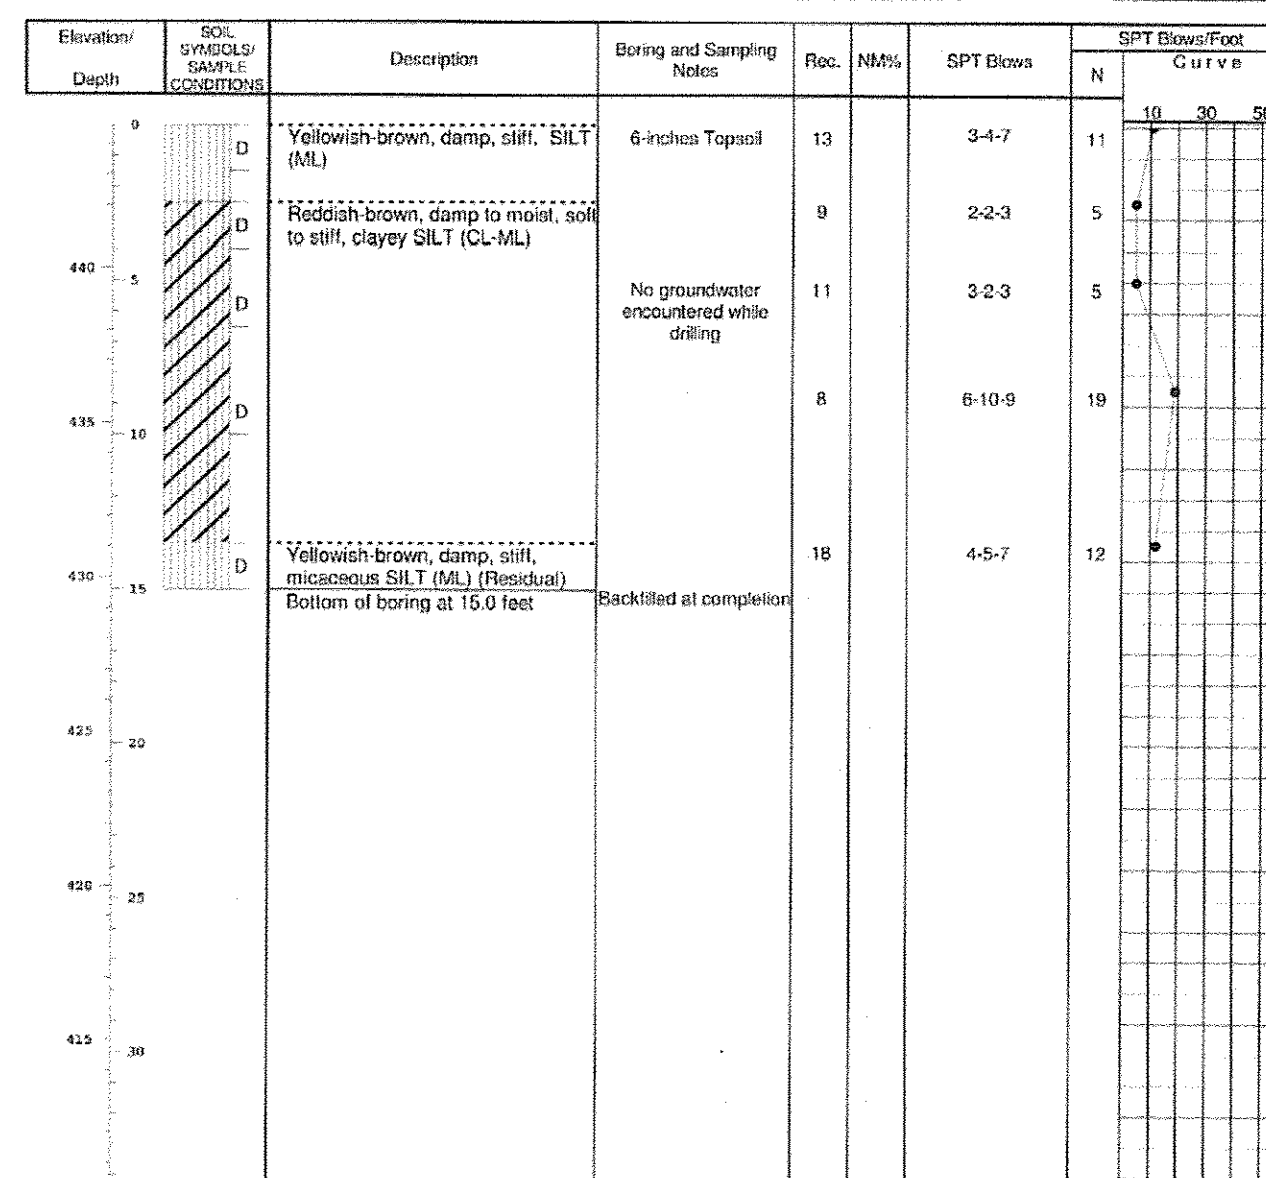 Elevation/
Depth
SOIL
SYMBOLS/
SAMPLE
CONDITIONS
Description
Boring and Sampling
Notes
Rec.
NM%
SPT Blows
SPT Blows/Foot
N
Curve
10 30 50
0
D
Yellowish-brown, damp, stiff, SILT
(ML)
6-inches Topsoil
13
3-4-7
11
D
Reddish-brown, damp to moist, soft
to stiff, clayey SILT (CL-ML)
9
2-2-3
5
440
5
D
No groundwater
encountered while
drilling
11
3-2-3
5
D
8
6-10-9
19
435
10
D
Yellowish-brown, damp, stiff,
micaceous SILT (ML) (Residual)
18
4-5-7
12
430
15
Bottom of boring at 15.0 feet
Backfilled at completion
425
20
420
25
415
30